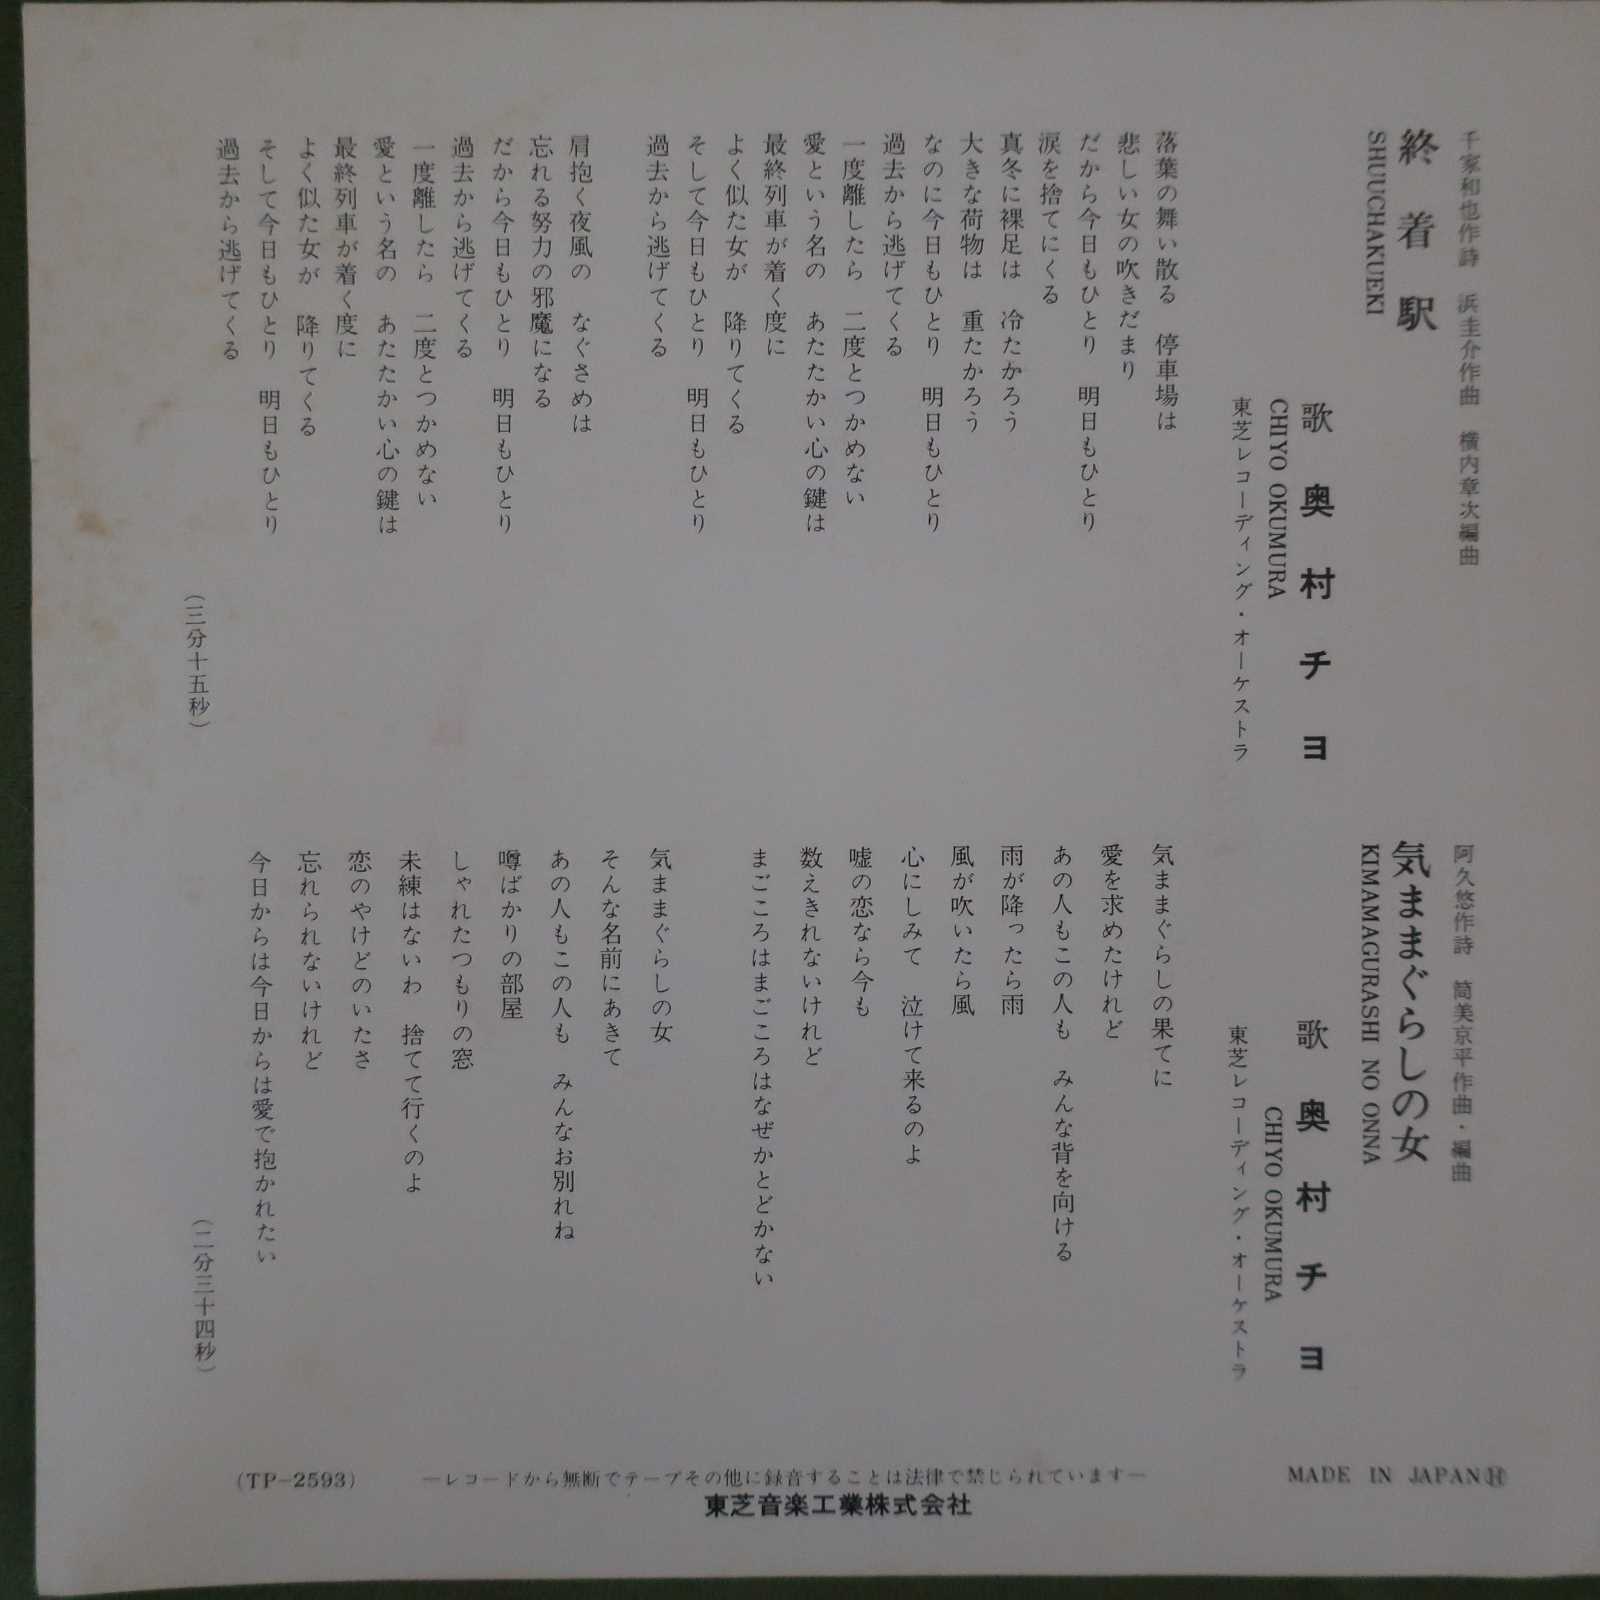 千家和也作詩　浜圭介作曲　横内章次編曲
終着駅
SHUUCHAKUEKI
歌　奥村チヨ
CHIYO OKUMURA
東芝レコーディング・オーケストラ
落葉の舞い散る　停車場は
悲しい女の吹きだまり
だから今日もひとり　明日もひとり
涙を捨てにくる
真冬に裸足は　冷たかろう
大きな荷物は　重たかろう
なのに今日もひとり　明日もひとり
過去から逃げてくる
一度離したら　二度とつかめない
愛という名の　あたたかい心の鍵は
最終列車が着く度に
よく似た女が　降りてくる
そして今日もひとり　明日もひとり
過去から逃げてくる
肩抱く夜風の　なぐさめは
忘れる努力の邪魔になる
だから今日もひとり　明日もひとり
過去から逃げてくる
一度離したら　二度とつかめない
愛という名の　あたたかい心の鍵は
最終列車が着く度に
よく似た女が　降りてくる
そして今日もひとり　明日もひとり
過去から逃げてくる
（三分十五秒）
阿久悠作詩　筒美京平作曲・編曲
気ままぐらしの女
KIMAMAGURASHI NO ONNA
歌　奥村チヨ
CHIYO OKUMURA
東芝レコーディング・オーケストラ
気ままぐらしの果てに
愛を求めたけれど
あの人もこの人も　みんな背を向ける
雨が降ったら雨
風が吹いたら風
心にしみて　泣けて来るのよ
嘘の恋なら今も
数えきれないけれど
まごころはまごころはなぜかとどかない
気ままぐらしの女
そんな名前にあきて
あの人もこの人も　みんなお別れね
噂ばかりの部屋
しゃれたつもりの窓
未練はないわ　捨てて行くのよ
恋のやけどのいたさ
忘れられないけれど
今日からは今日からは愛で抱かれたい
（二分三十四秒）
(TP-2593)
―レコードから無断でテープその他に録音することは法律で禁じられています―
MADE IN JAPAN Ⓗ
東芝音楽工業株式会社